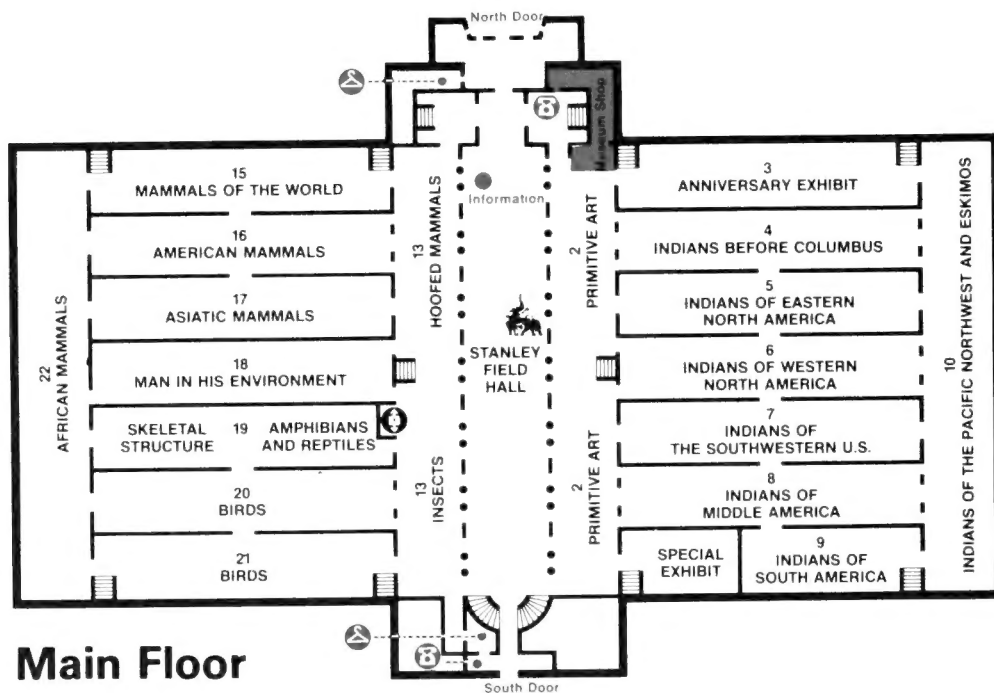 North Door
Museum Shop
Information
15
MAMMALS OF THE WORLD
16
AMERICAN MAMMALS
17
ASIATIC MAMMALS
18
MAN IN HIS ENVIRONMENT
SKELETAL
STRUCTURE
19
AMPHIBIANS
AND REPTILES
20
BIRDS
21
BIRDS
22
AFRICAN MAMMALS
13
HOOFED MAMMALS
13
INSECTS
STANLEY
FIELD
HALL
2
PRIMITIVE ART
2
PRIMITIVE ART
3
ANNIVERSARY EXHIBIT
4
INDIANS BEFORE COLUMBUS
5
INDIANS OF EASTERN
NORTH AMERICA
6
INDIANS OF WESTERN
NORTH AMERICA
7
INDIANS OF
THE SOUTHWESTERN U.S.
8
INDIANS OF
MIDDLE AMERICA
SPECIAL
EXHIBIT
9
INDIANS OF
SOUTH AMERICA
10
INDIANS OF THE PACIFIC NORTHWEST AND ESKIMOS
Main Floor
South Door